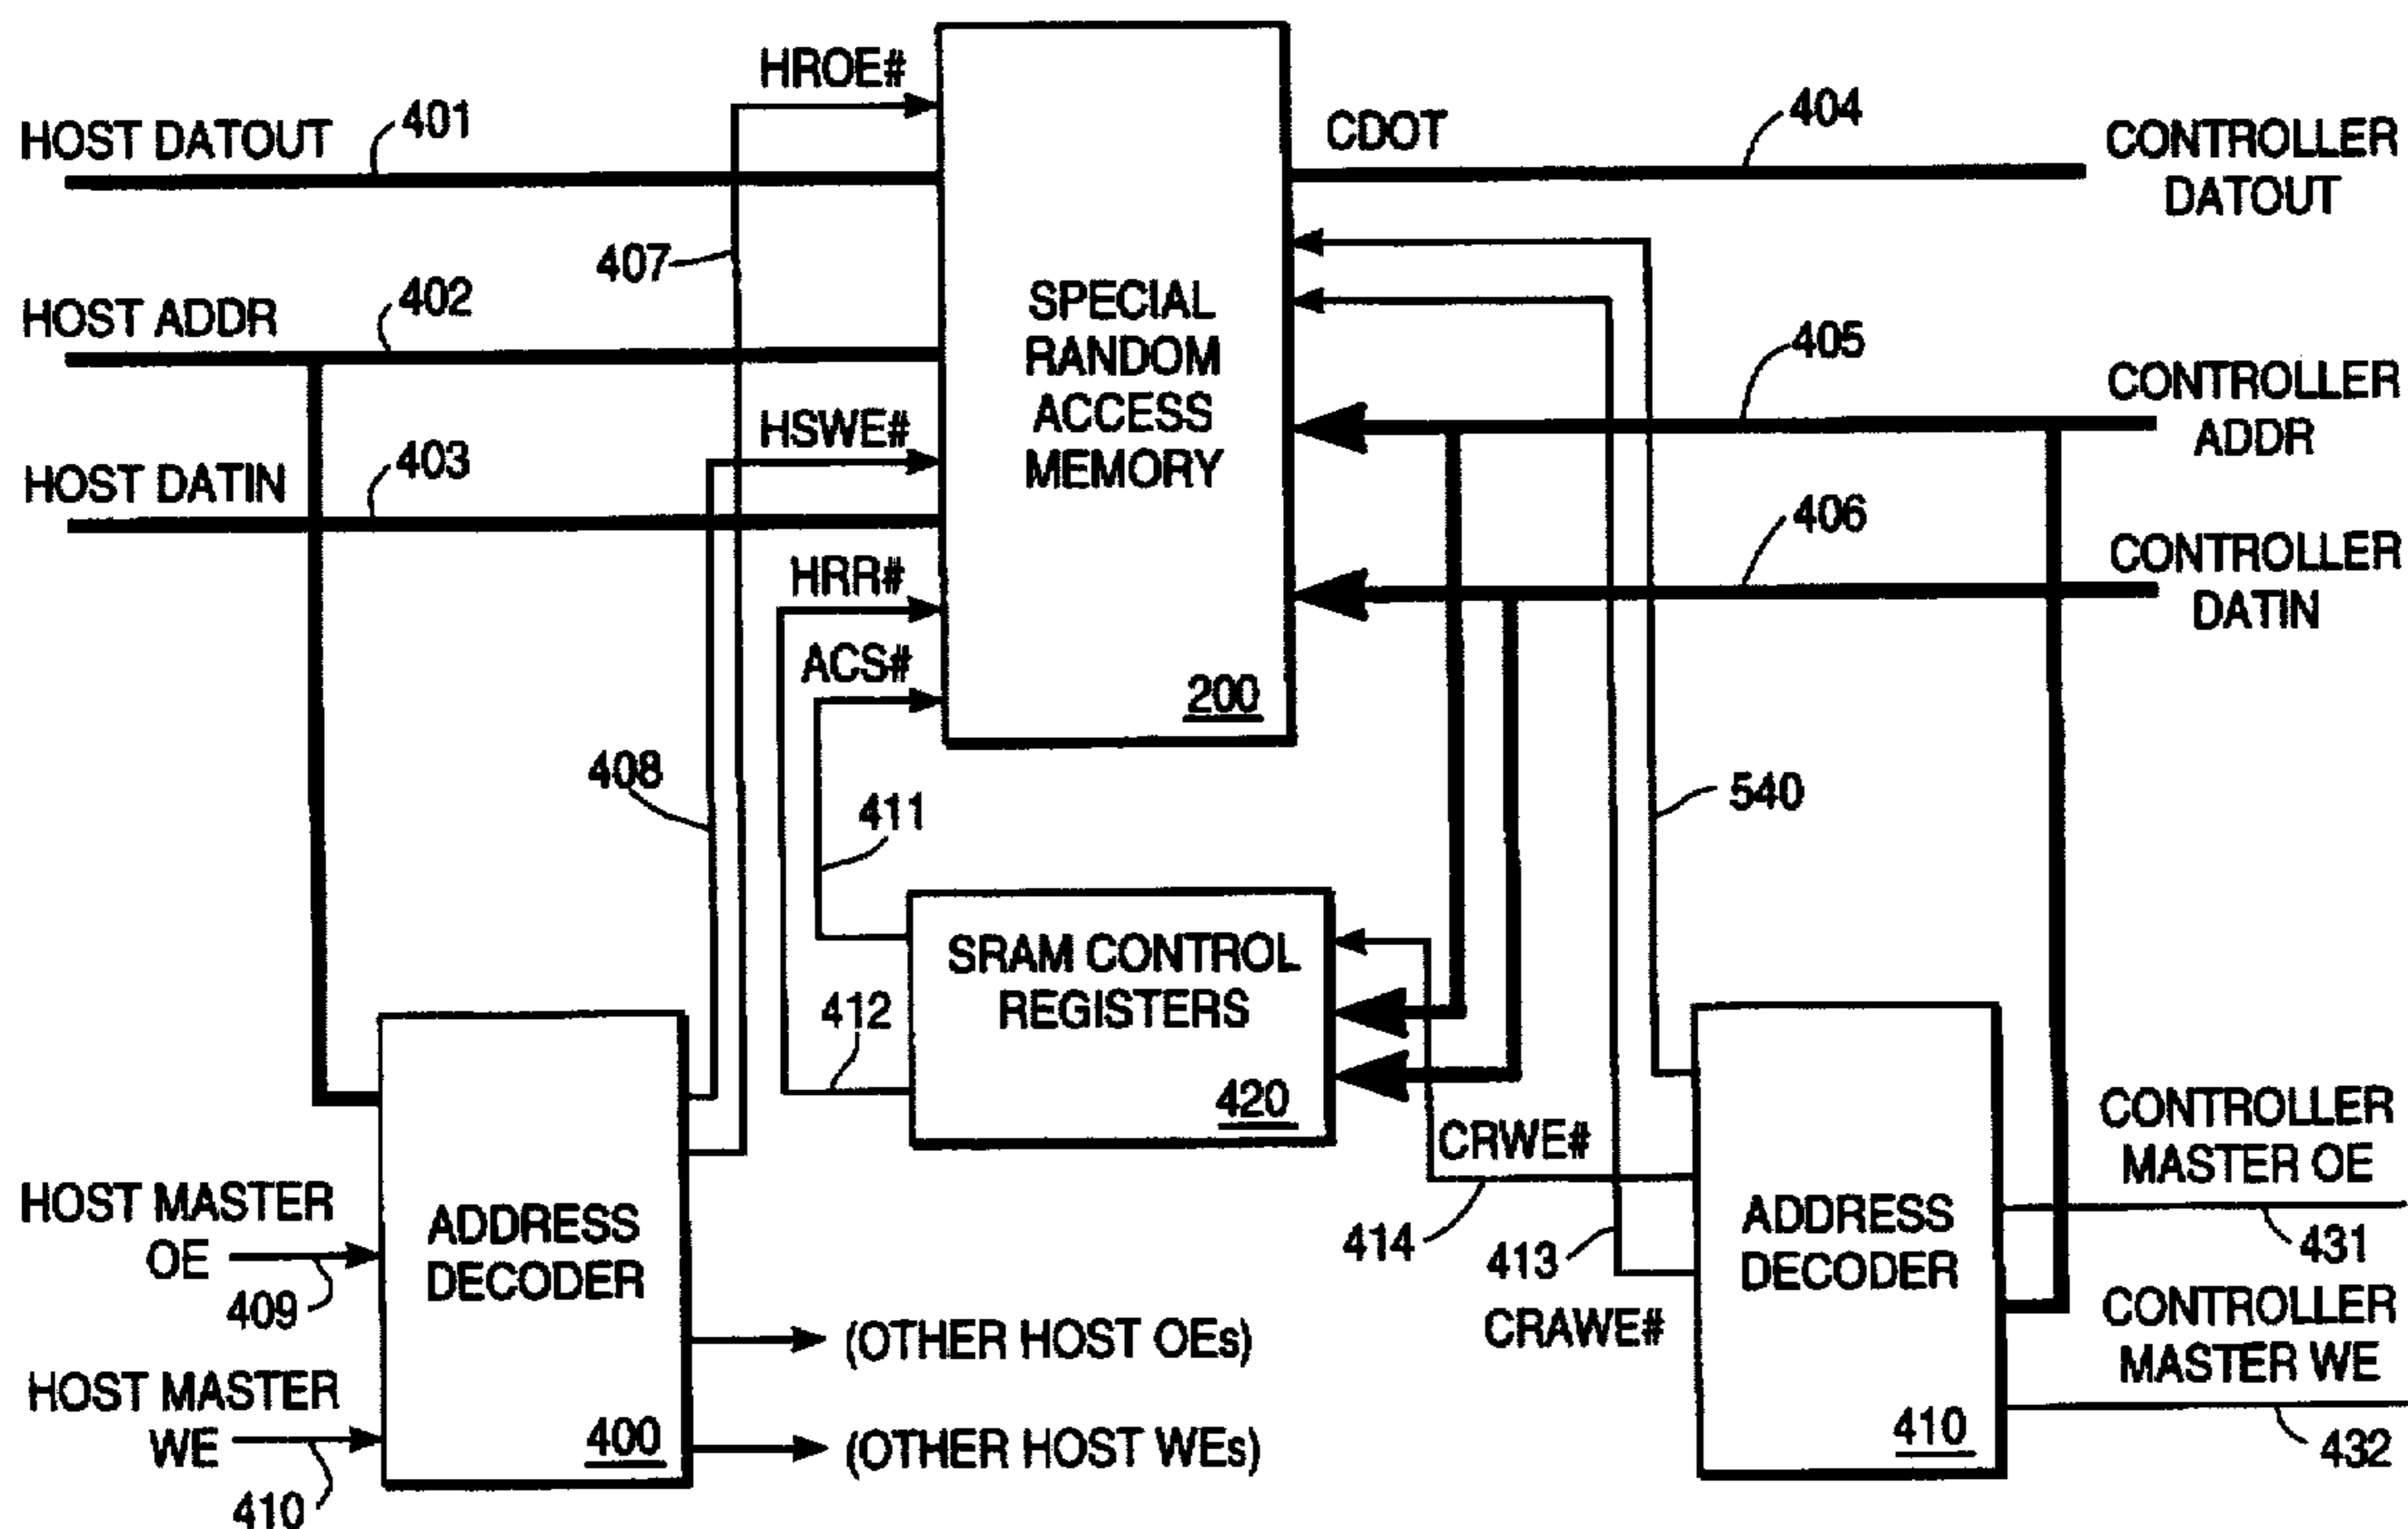 HROE#
HOST DATOUT
401
CDOT
404
CONTROLLER
DATOUT
407
HOST ADDR
402
SPECIAL
RANDOM
ACCESS
MEMORY
200
405
CONTROLLER
ADDR
HSWE#
HOST DATIN
403
406
CONTROLLER
DATIN
HRR#
ACS#
408
411
540
SRAM CONTROL
REGISTERS
420
412
CRWE#
414
413
CRAWE#
HOST MASTER
OE
409
HOST MASTER
WE
410
ADDRESS
DECODER
400
(OTHER HOST OEs)
(OTHER HOST WEs)
ADDRESS
DECODER
410
CONTROLLER
MASTER OE
431
CONTROLLER
MASTER WE
432